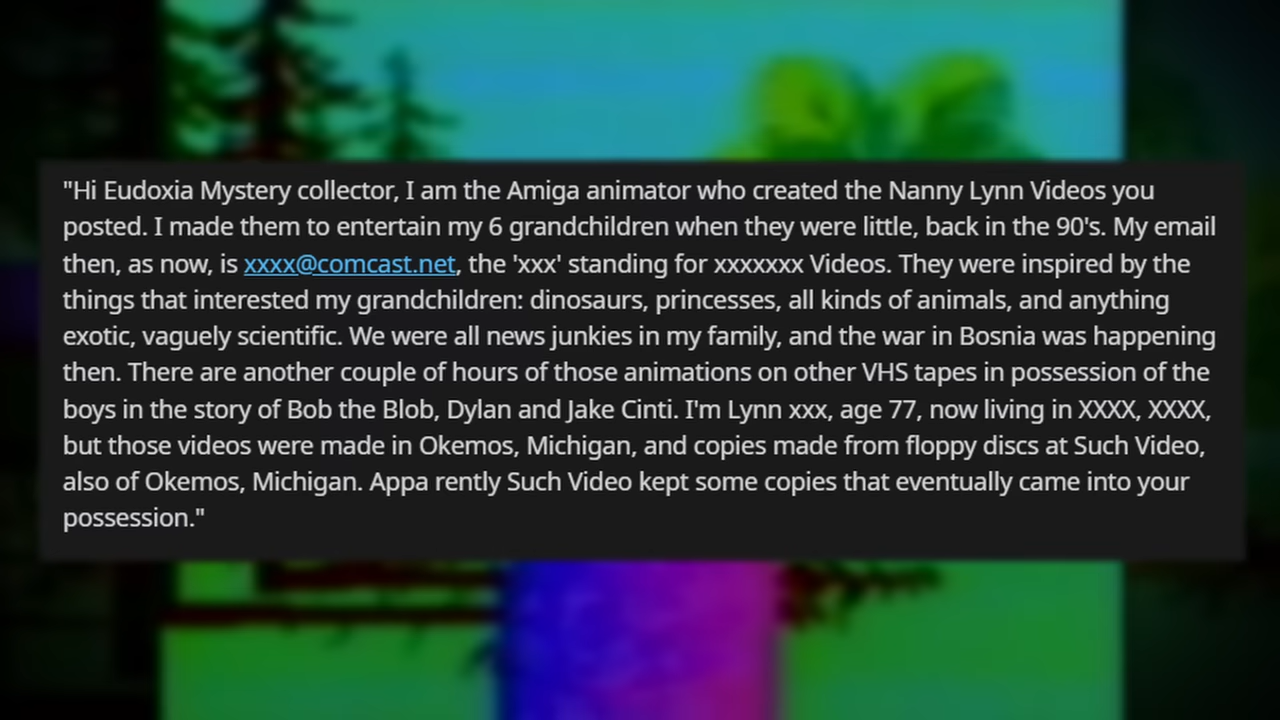 "Hi Eudoxia Mystery collector, I am the Amiga animator who created the Nanny Lynn Videos you
posted. I made them to entertain my 6 grandchildren when they were little, back in the 90's. My email
then, as now, is xxxx@comcast.net, the 'xxx' standing for xxxxxxx Videos. They were inspired by the
things that interested my grandchildren: dinosaurs, princesses, all kinds of animals, and anything
exotic, vaguely scientific. We were all news junkies in my family, and the war in Bosnia was happening
then. There are another couple of hours of those animations on other VHS tapes in possession of the
boys in the story of Bob the Blob, Dylan and Jake Cinti. I'm Lynn xxx, age 77, now living in XXXX, XXXX,
but those videos were made in Okemos, Michigan, and copies made from floppy discs at Such Video,
also of Okemos, Michigan. Appa rently Such Video kept some copies that eventually came into your
possession."